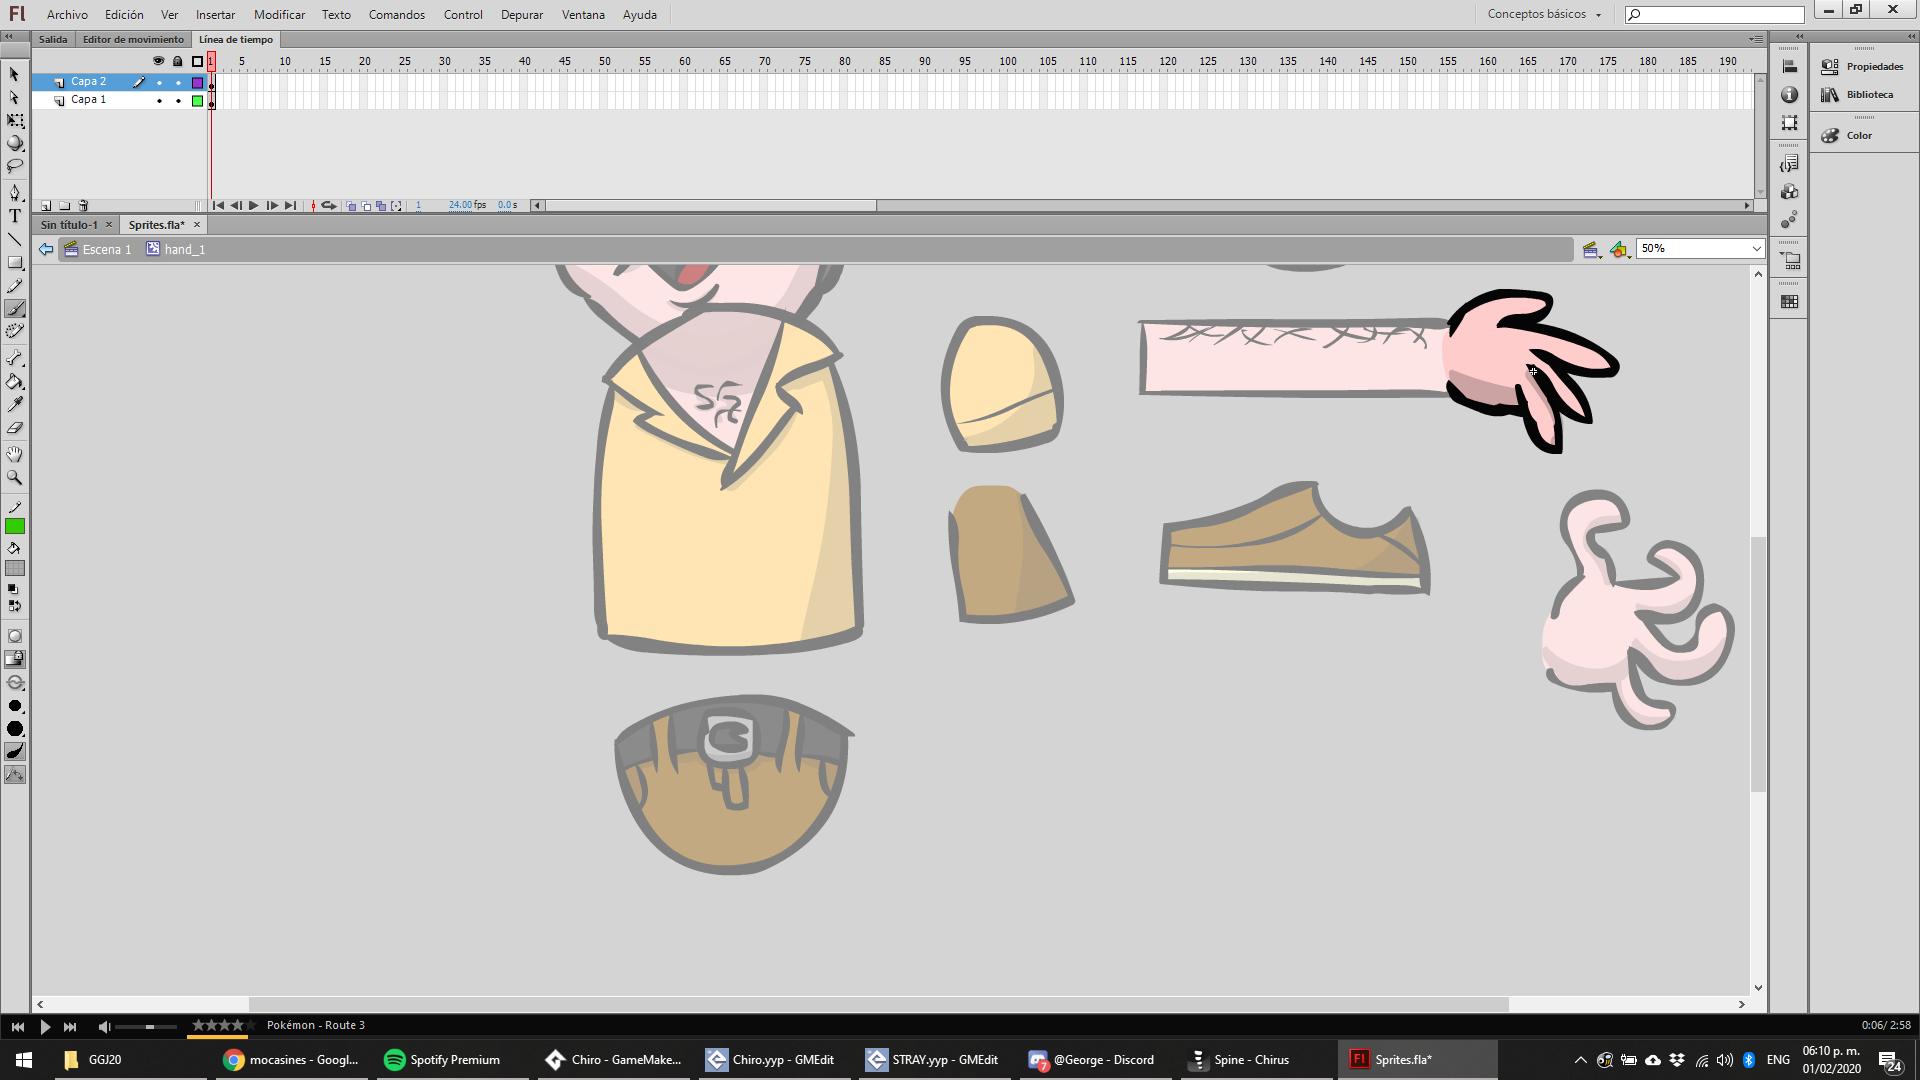 Fl Archivo Edición Ver Insertar Modificar Texto Comandos Control Depurar Ventana Ayuda Conceptos básicos
Salida Editor de movimiento Línea de tiempo
1 5 10 15 20 25 30 35 40 45 50 55 60 65 70 75 80 85 90 95 100 105 110 115 120 125 130 135 140 145 150 155 160 165 170 175 180 185 190
Capa 2
Capa 1
Propiedades
Biblioteca
Color
1 24.00 fps 0.0 s
Sin título-1 Sprites.fla*
Escena 1 hand_1 50%
Pokémon - Route 3 0:06/ 2:58
GGJ20 mocasines - Googl... Spotify Premium Chiro - GameMake... Chiro.yyp - GMEdit STRAY.yyp - GMEdit 7 @George - Discord Spine - Chirus Fl Sprites.fla* ENG 06:10 p. m. 24
01/02/2020